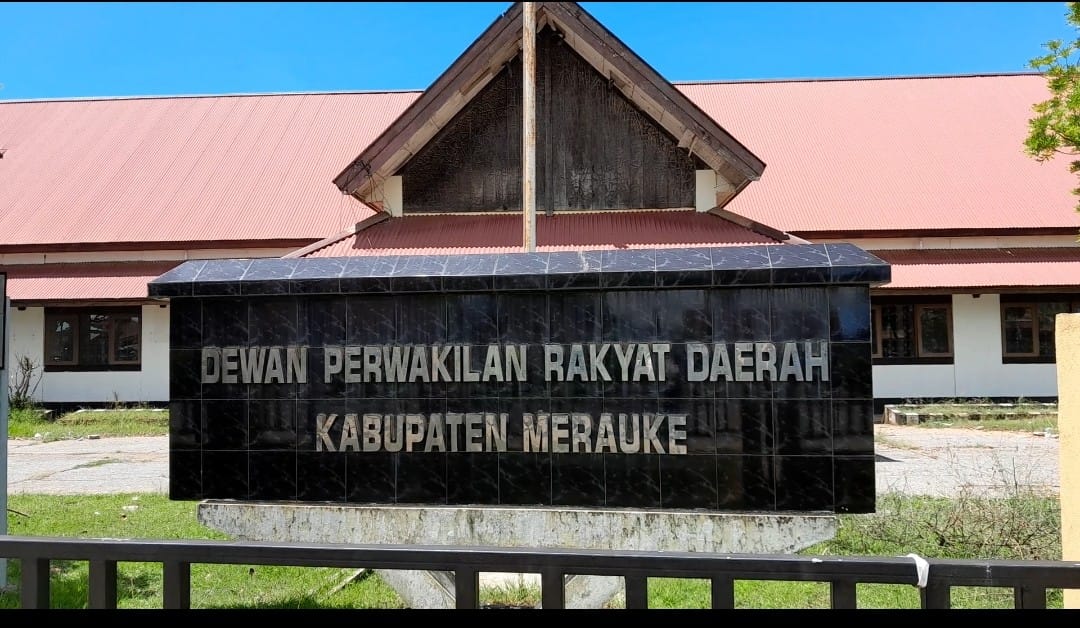 DEWAN PERWAKILAN RAKYAT DAERAH
KABUPATEN MERAUKE